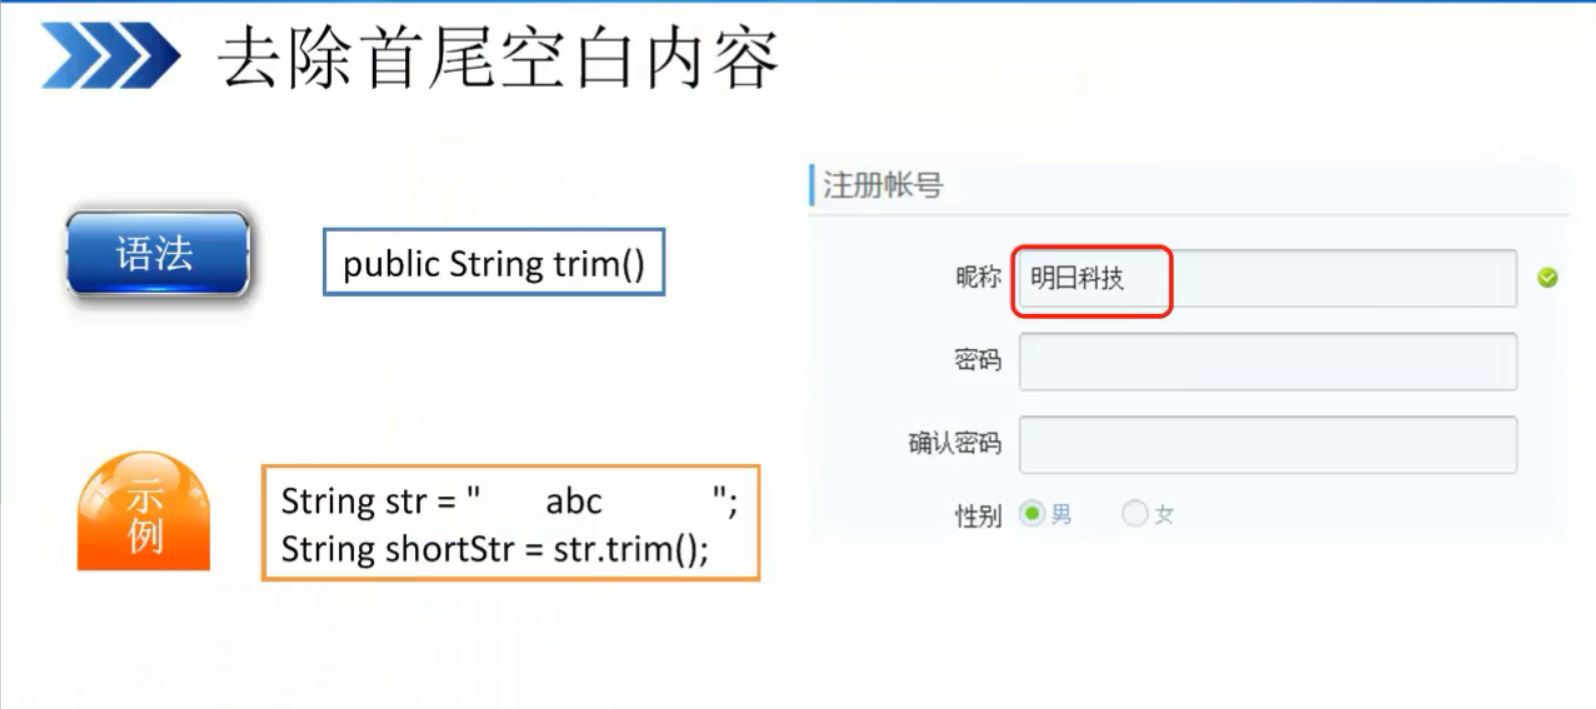 去除首尾空白内容
语法
public String trim()
示
例
String str = "       abc            ";
String shortStr = str.trim();
注册帐号
昵称 明日科技
密码
确认密码
性别 男 女